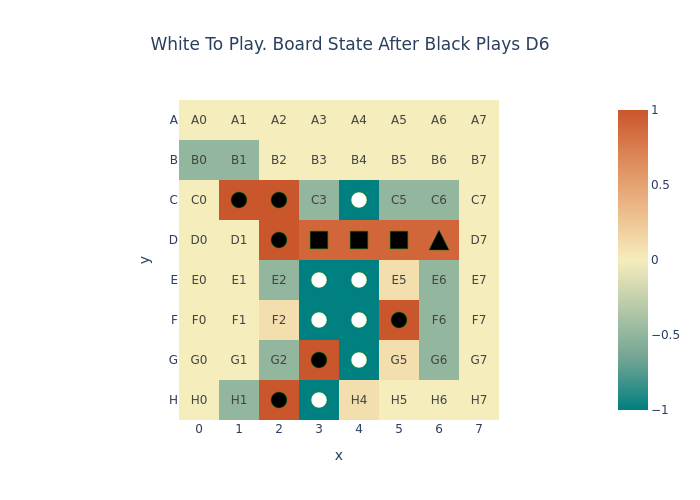 White To Play. Board State After Black Plays D6
A A0 A1 A2 A3 A4 A5 A6 A7
B B0 B1 B2 B3 B4 B5 B6 B7
C C0 C3 C5 C6 C7
D D0 D1 D7
E E0 E1 E2 E5 E6 E7
F F0 F1 F2 F6 F7
G G0 G1 G2 G5 G6 G7
H H0 H1 H4 H5 H6 H7
0 1 2 3 4 5 6 7
x
y
1
0.5
0
−0.5
−1